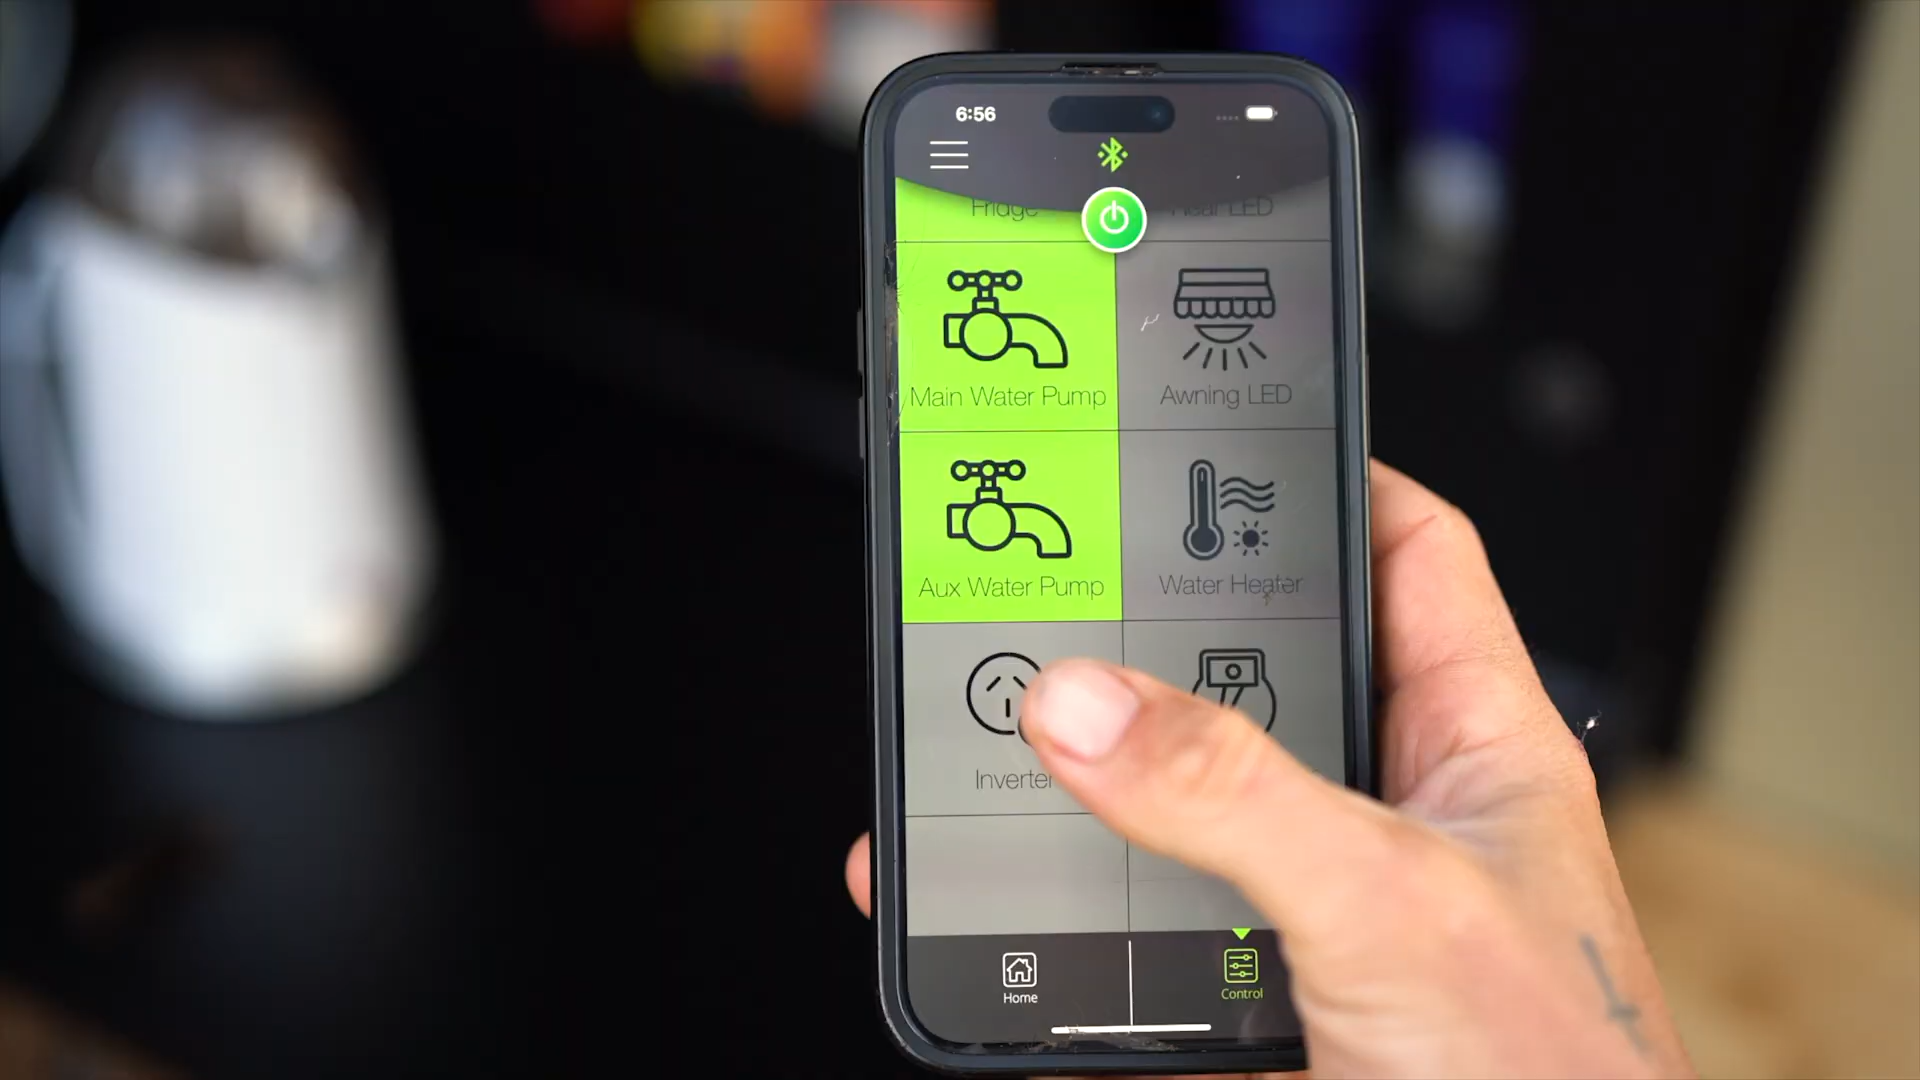 6:56
Fridge
Rear LED
Main Water Pump
Awning LED
Aux Water Pump
Water Heater
Inverter
Home
Control